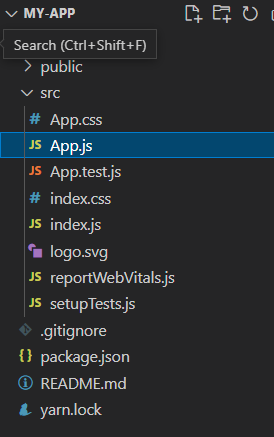 MY-APP
Search (Ctrl+Shift+F)
public
src
# App.css
JS App.js
JS App.test.js
# index.css
JS index.js
logo.svg
JS reportWebVitals.js
JS setupTests.js
.gitignore
{} package.json
README.md
yarn.lock